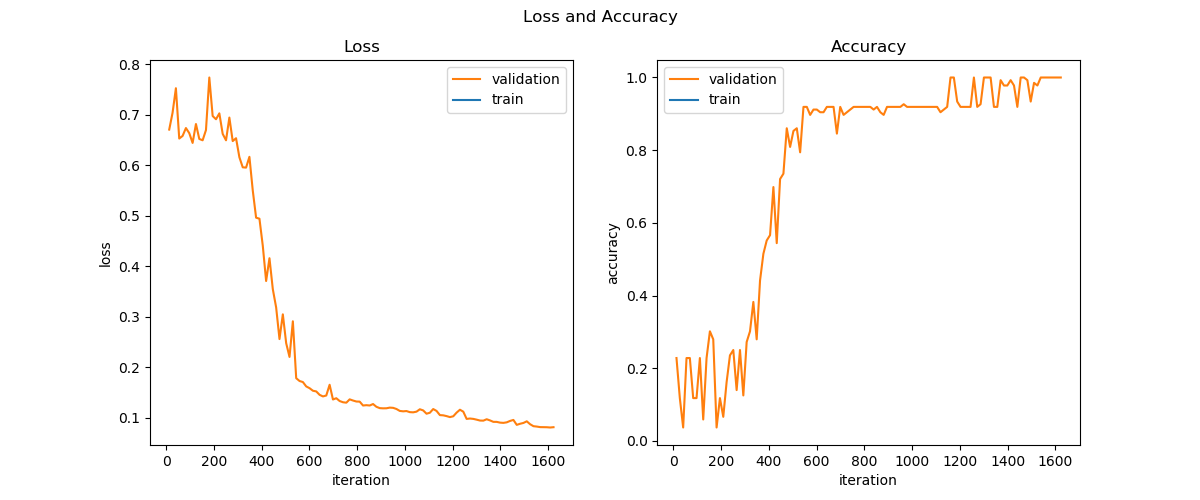 Loss and Accuracy
Loss
0.8
0.7
0.6
0.5
0.4
0.3
0.2
0.1
loss
0 200 400 600 800 1000 1200 1400 1600
iteration
validation
train
Accuracy
1.0
0.8
0.6
0.4
0.2
0.0
accuracy
0 200 400 600 800 1000 1200 1400 1600
iteration
validation
train